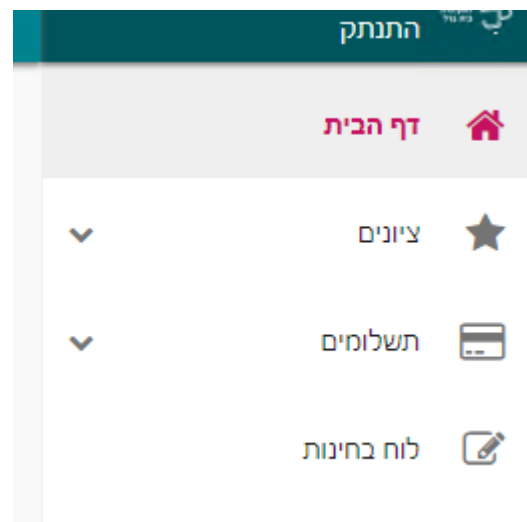 התנתק
דף הבית
ציונים
תשלומים
לוח בחינות